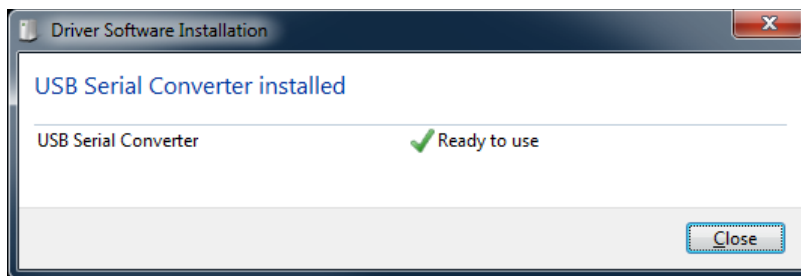 Driver Software Installation
USB Serial Converter installed
USB Serial Converter Ready to use
Close